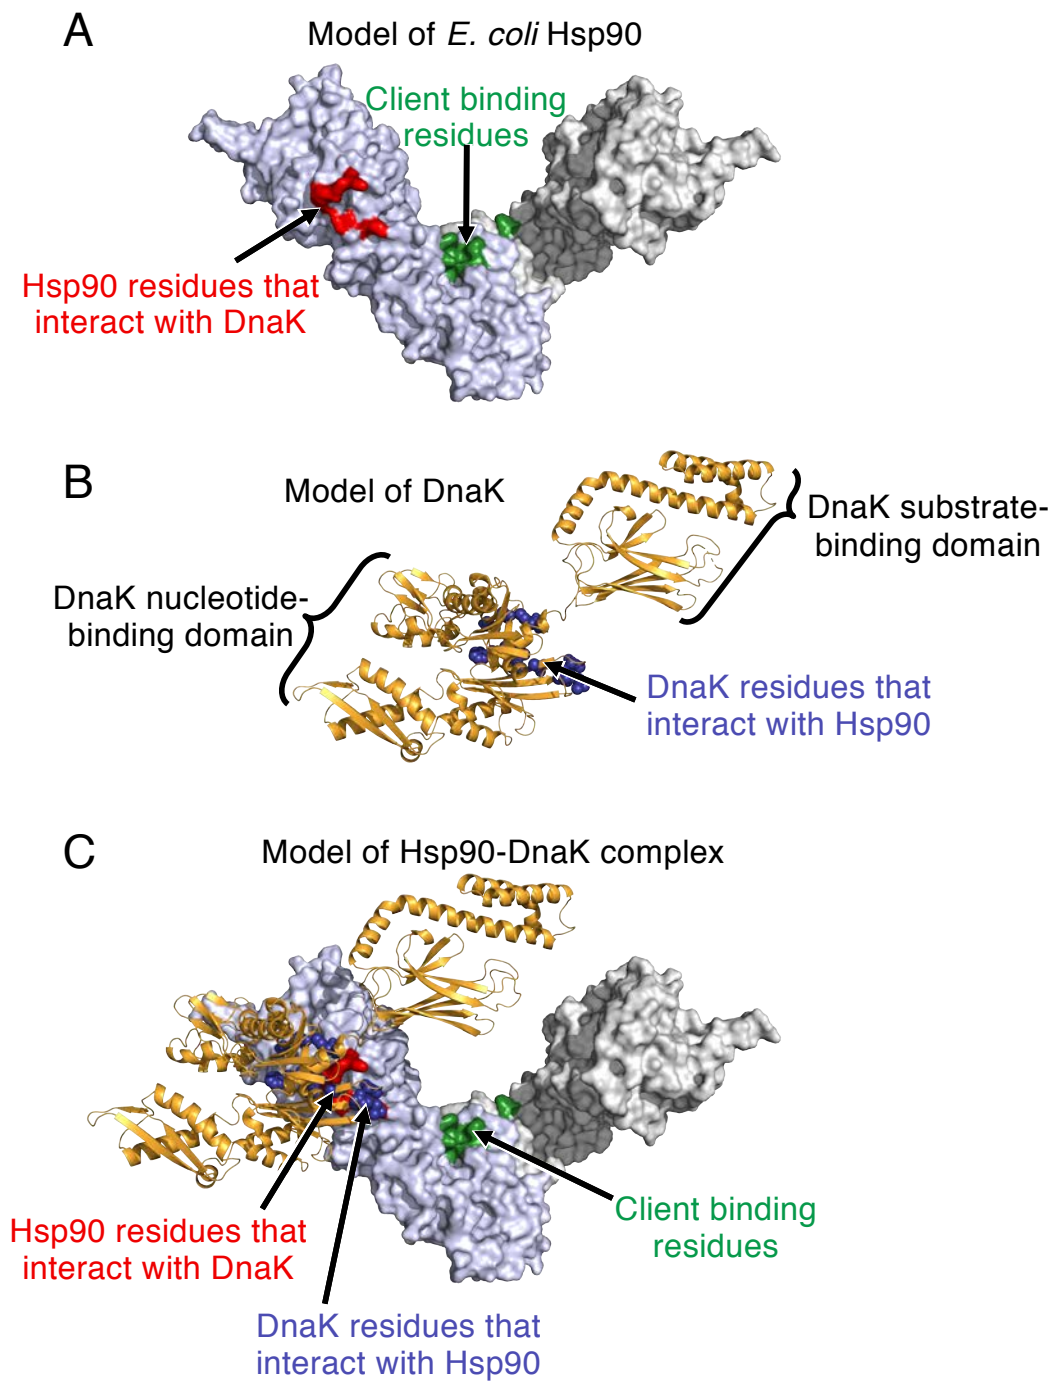 A
Model of E. coli Hsp90
Client binding
residues
Hsp90 residues that
interact with DnaK
B
Model of DnaK
DnaK substrate-
binding domain
DnaK nucleotide-
binding domain
DnaK residues that
interact with Hsp90
C
Model of Hsp90-DnaK complex
Client binding
residues
Hsp90 residues that
interact with DnaK
DnaK residues that
interact with Hsp90